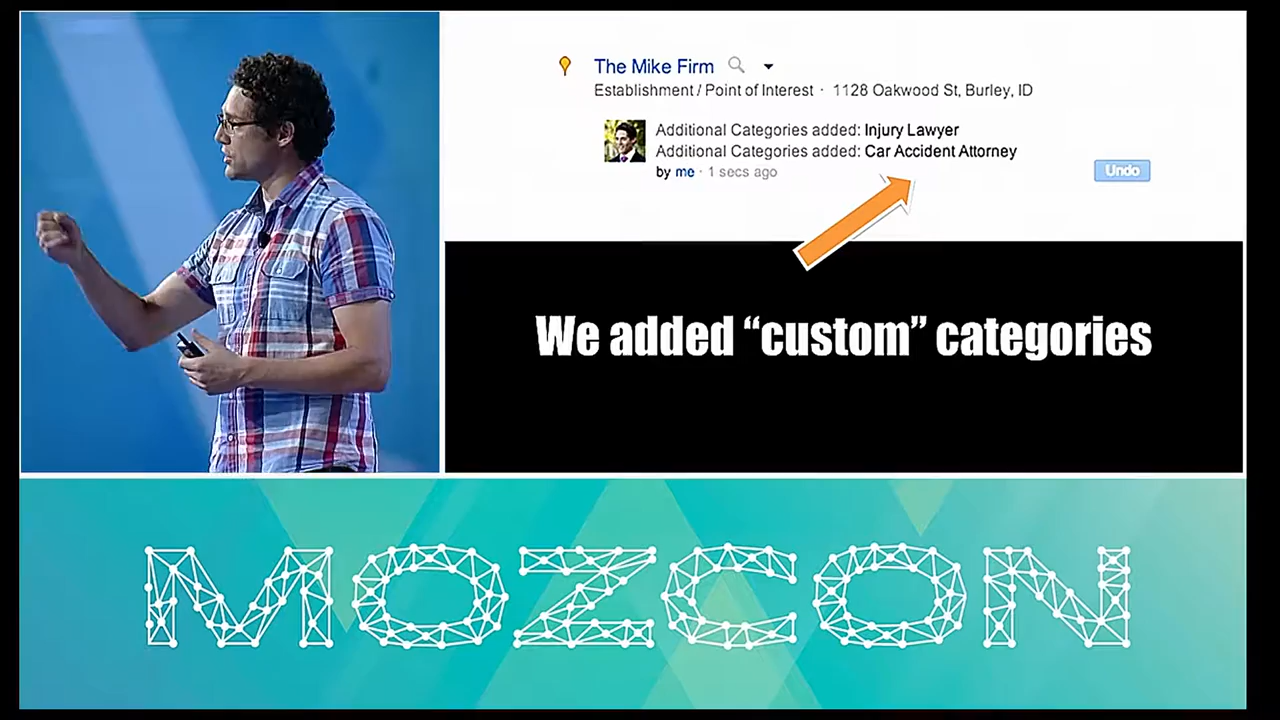 The Mike Firm
Establishment / Point of Interest · 1128 Oakwood St, Burley, ID
Additional Categories added: Injury Lawyer
Additional Categories added: Car Accident Attorney
by me · 1 secs ago
Undo
We added “custom” categories
MOZCON